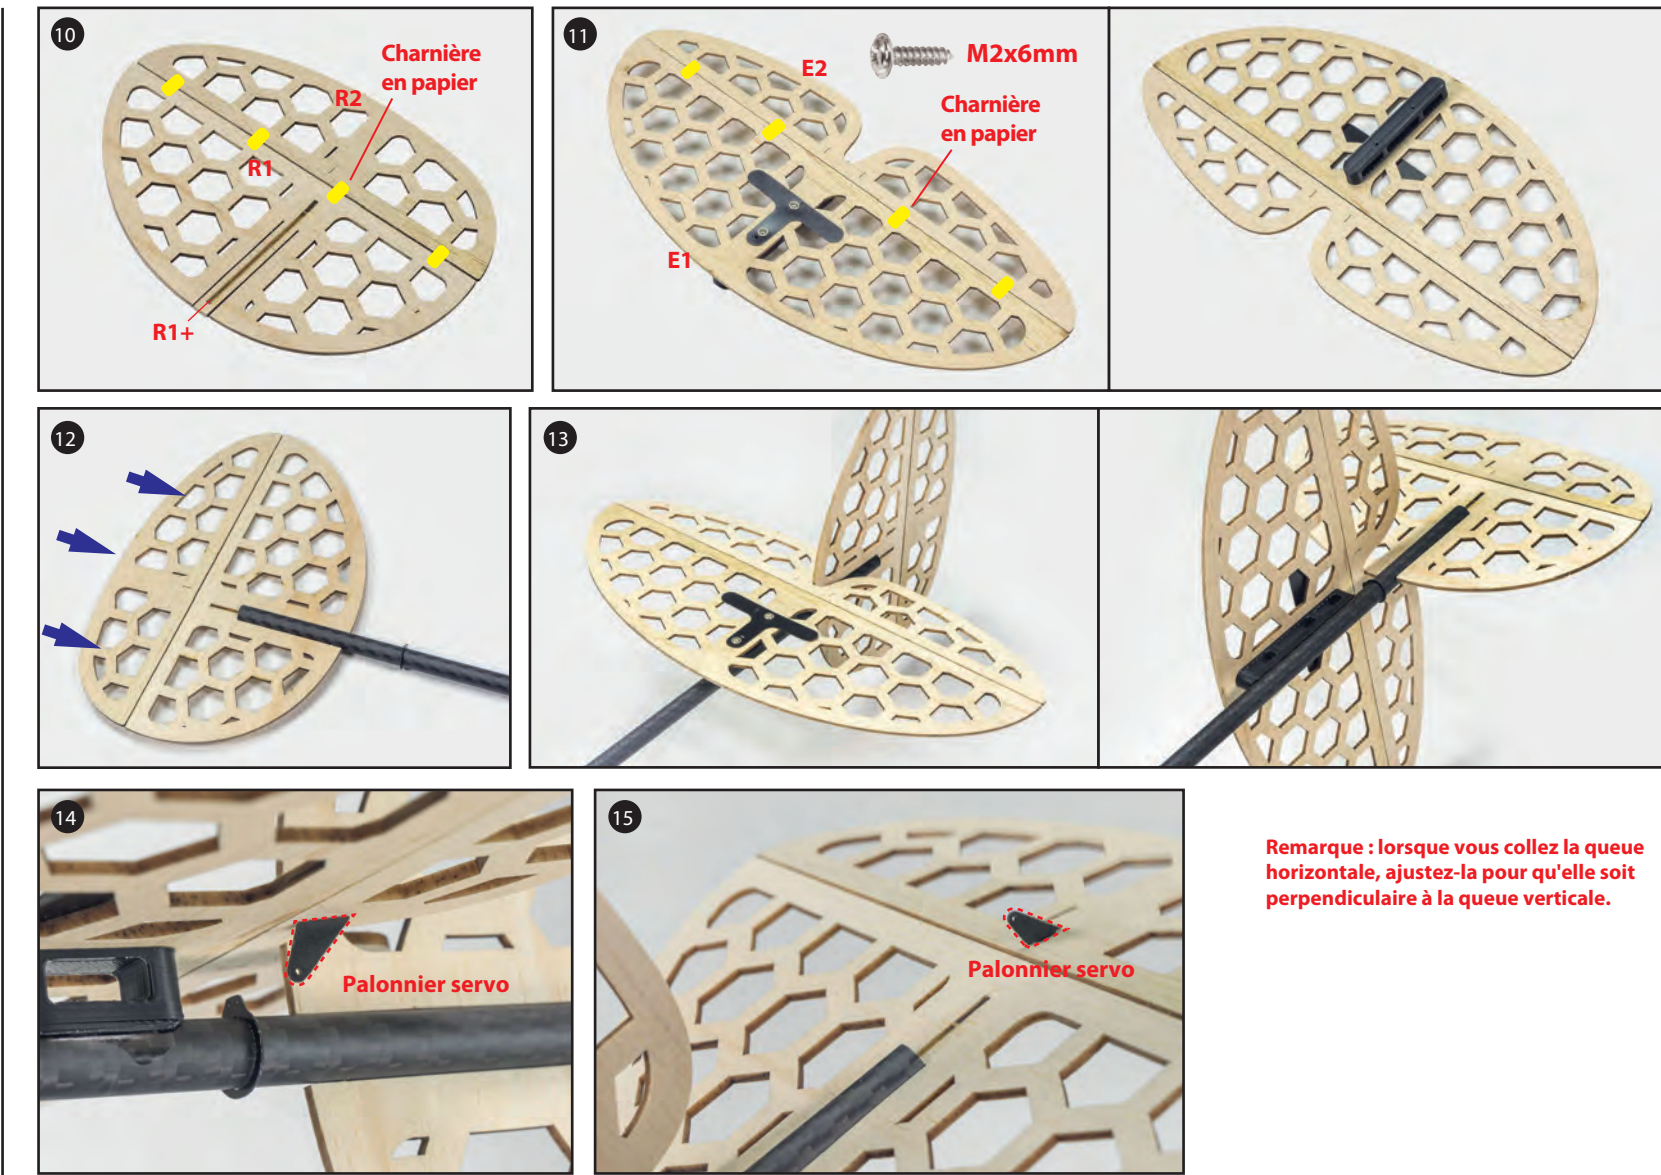 10
Charnière
en papier
R2
R1
R1+
11
E2
M2x6mm
Charnière
en papier
E1
12
13
14
Palonnier servo
15
Palonnier servo
Remarque : lorsque vous collez la queue
horizontale, ajustez-la pour qu'elle soit
perpendiculaire à la queue verticale.